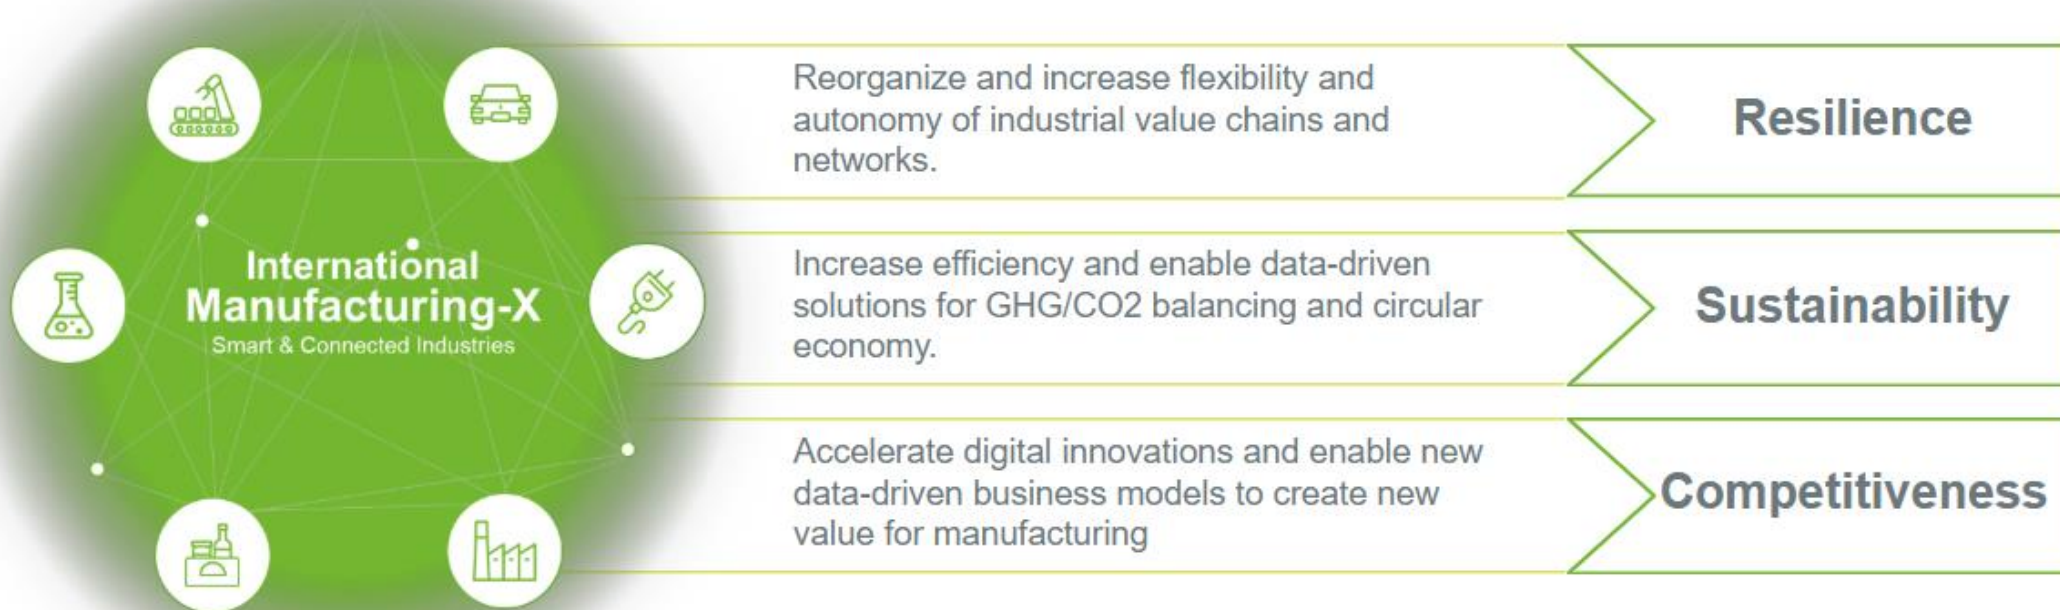 International
Manufacturing-X
Smart & Connected Industries
Reorganize and increase flexibility and
autonomy of industrial value chains and
networks.
Resilience
Increase efficiency and enable data-driven
solutions for GHG/CO2 balancing and circular
economy.
Sustainability
Accelerate digital innovations and enable new
data-driven business models to create new
value for manufacturing
Competitiveness